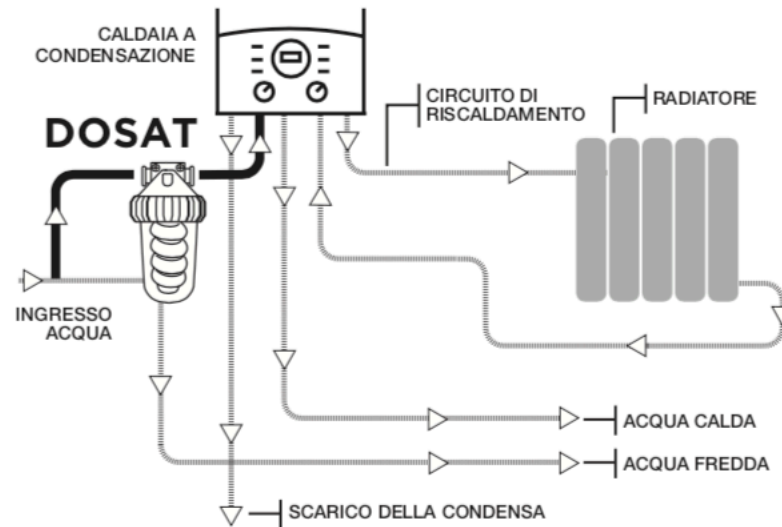 CALDAIA A
CONDENSAZIONE
DOSAT
CIRCUITO DI
RISCALDAMENTO
RADIATORE
INGRESSO
ACQUA
ACQUA CALDA
ACQUA FREDDA
SCARICO DELLA CONDENSA